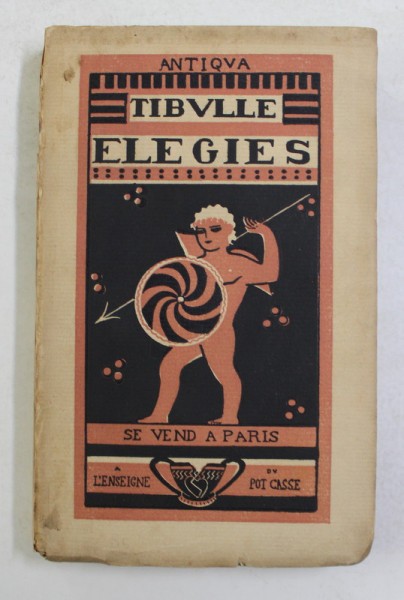 ANTIQVA
TIBVLLE
ELEGIES
SE VEND A PARIS
A
L'ENSEIGNE
DV
POT CASSE